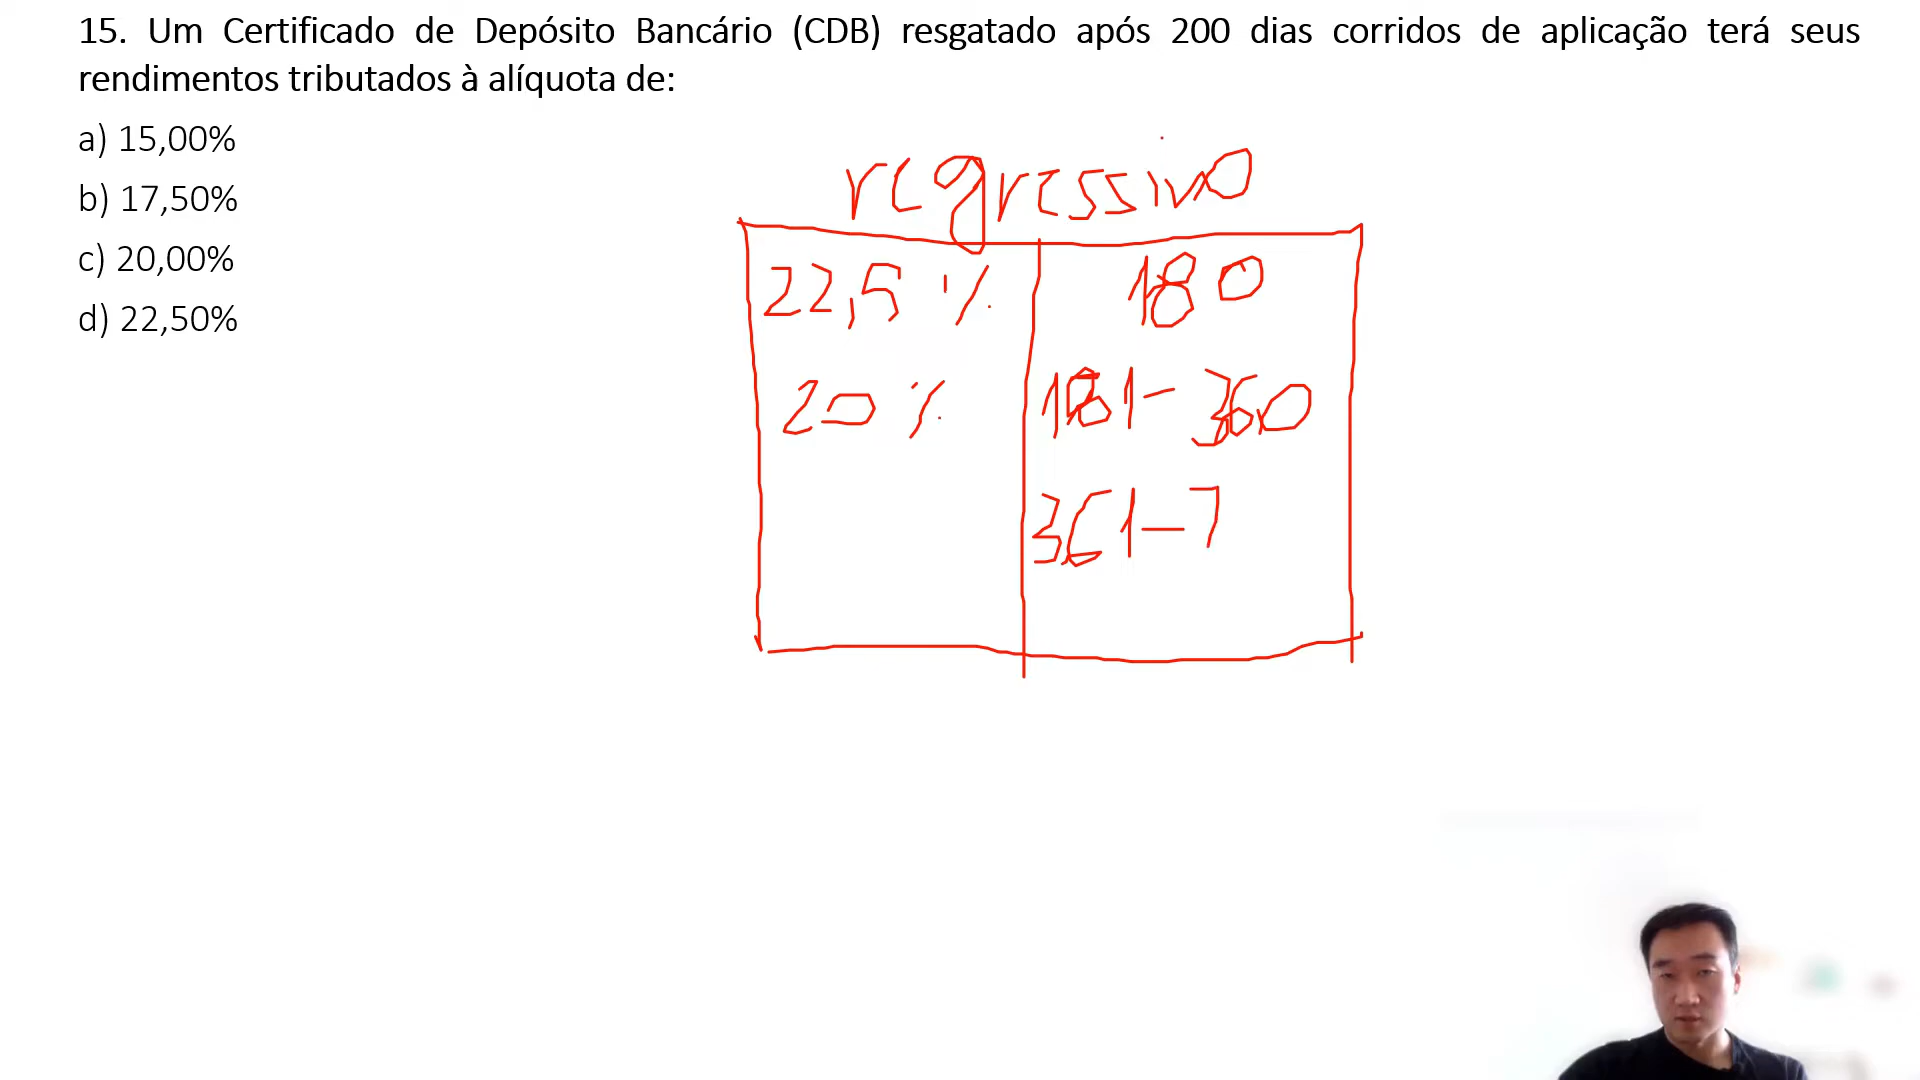 15. Um Certificado de Depósito Bancário (CDB) resgatado após 200 dias corridos de aplicação terá seus
rendimentos tributados à alíquota de:
a) 15,00%
b) 17,50%
c) 20,00%
d) 22,50%
regressivo
22,5 % 180
20 % 181- 360
361-7